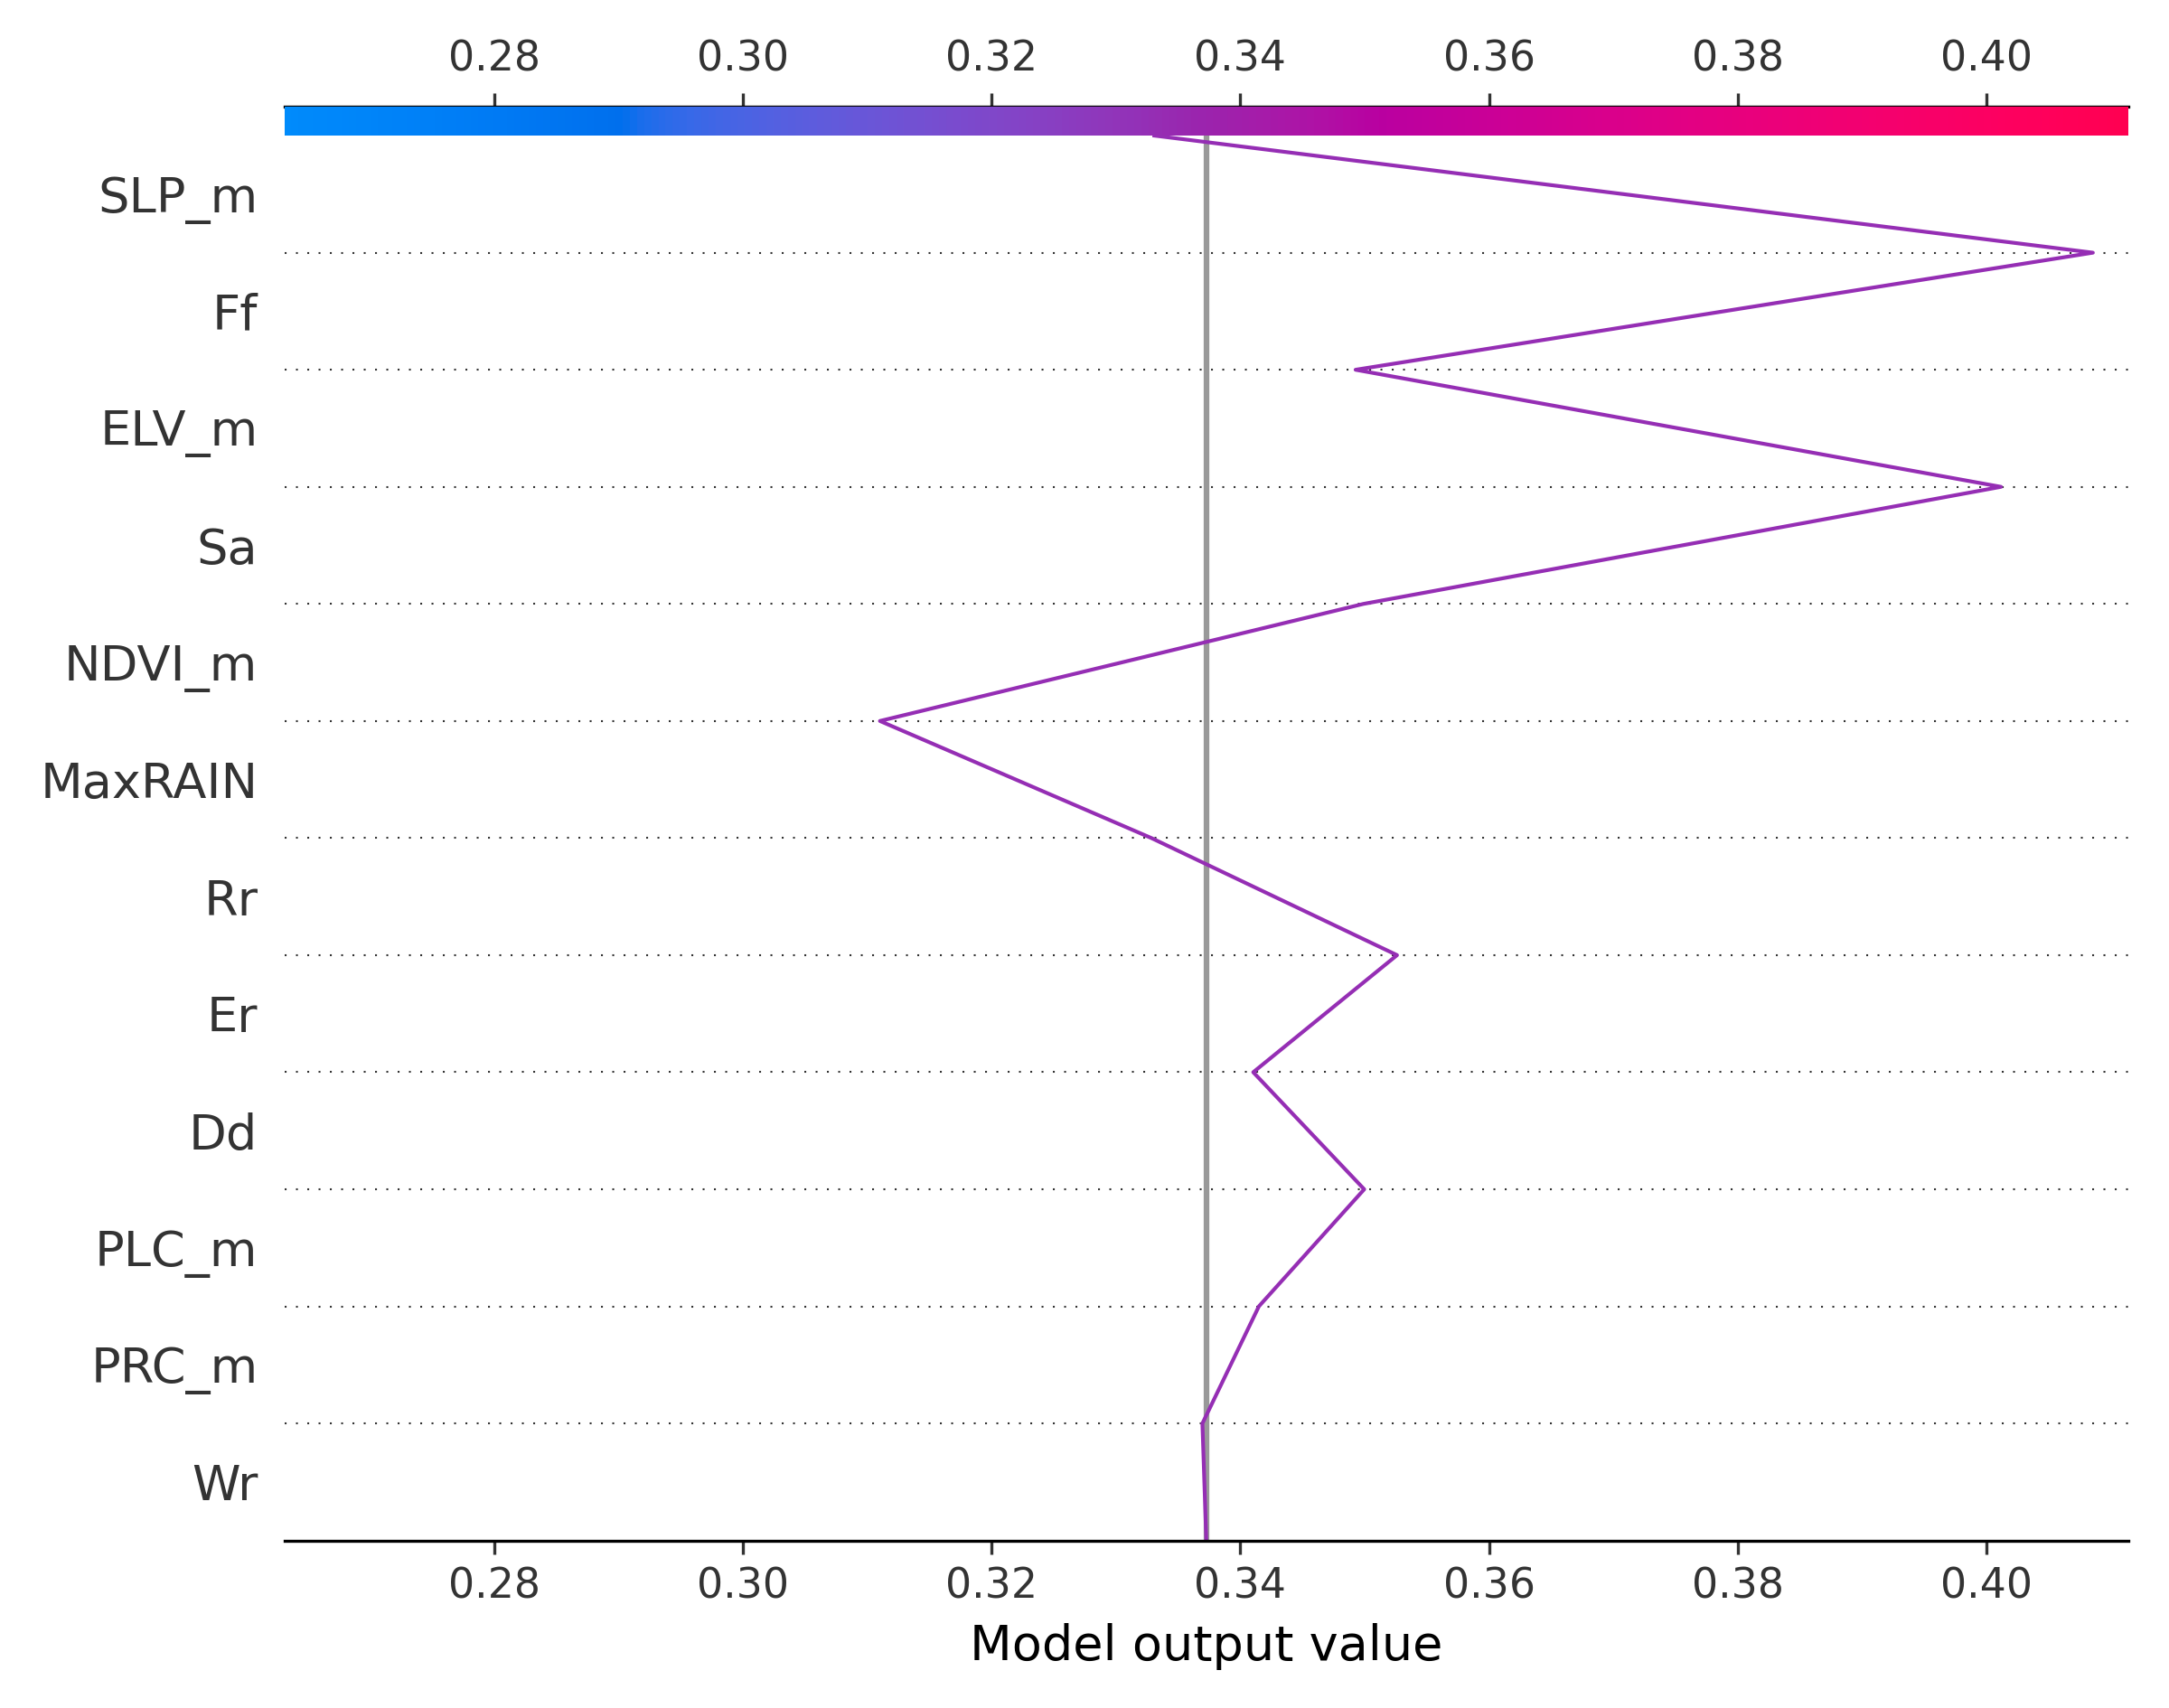 0.28 0.30 0.32 0.34 0.36 0.38 0.40
SLP_m
Ff
ELV_m
Sa
NDVI_m
MaxRAIN
Rr
Er
Dd
PLC_m
PRC_m
Wr
0.28 0.30 0.32 0.34 0.36 0.38 0.40
Model output value